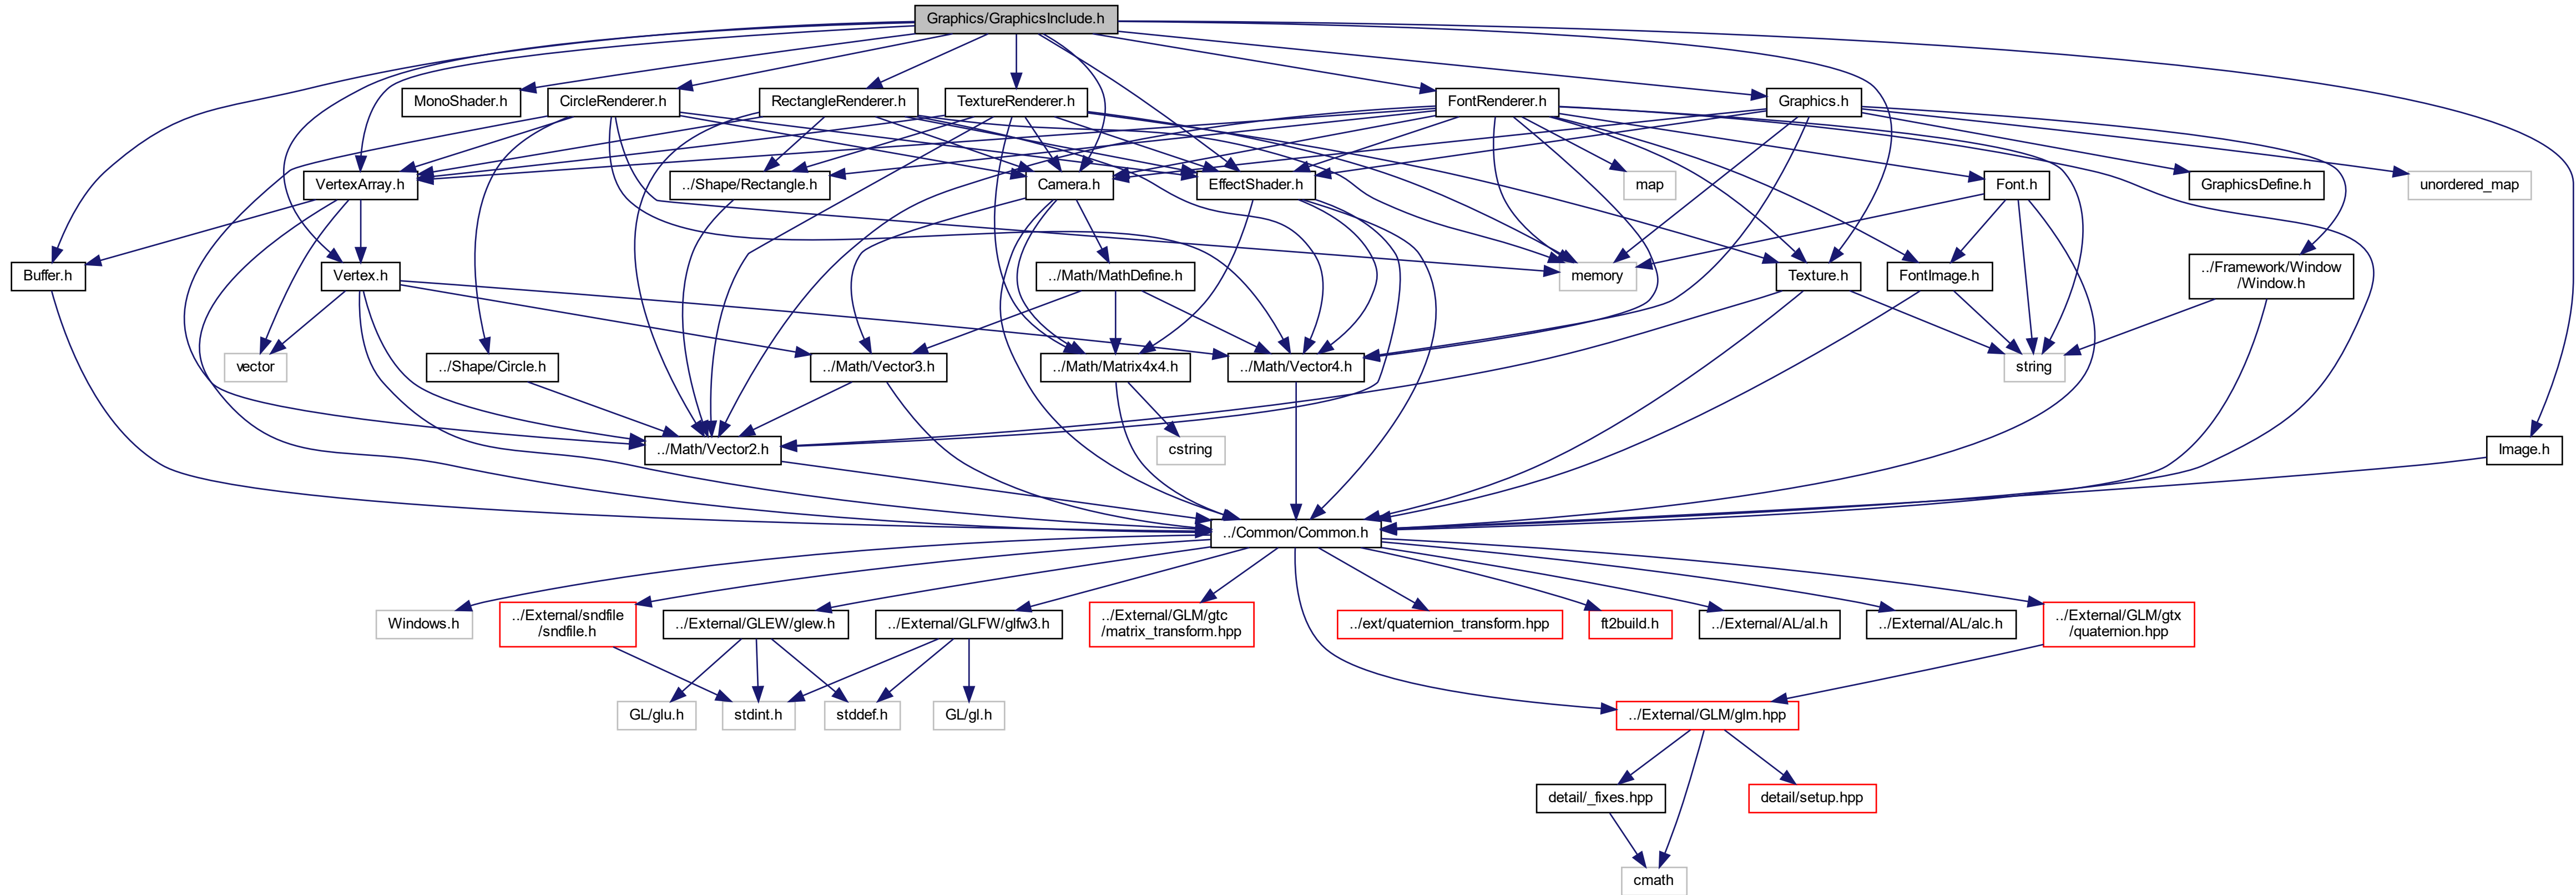 Graphics/GraphicsInclude.h
MonoShader.h
CircleRenderer.h
RectangleRenderer.h
TextureRenderer.h
FontRenderer.h
Graphics.h
VertexArray.h
../Shape/Rectangle.h
Camera.h
EffectShader.h
map
Font.h
GraphicsDefine.h
unordered_map
Buffer.h
Vertex.h
../Math/MathDefine.h
memory
Texture.h
FontImage.h
../Framework/Window
/Window.h
vector
../Shape/Circle.h
../Math/Vector3.h
../Math/Matrix4x4.h
../Math/Vector4.h
string
../Math/Vector2.h
cstring
Image.h
../Common/Common.h
Windows.h
../External/sndfile
/sndfile.h
../External/GLEW/glew.h
../External/GLFW/glfw3.h
../External/GLM/gtc
/matrix_transform.hpp
../ext/quaternion_transform.hpp
ft2build.h
../External/AL/al.h
../External/AL/alc.h
../External/GLM/gtx
/quaternion.hpp
GL/glu.h
stdint.h
stddef.h
GL/gl.h
../External/GLM/glm.hpp
detail/_fixes.hpp
detail/setup.hpp
cmath